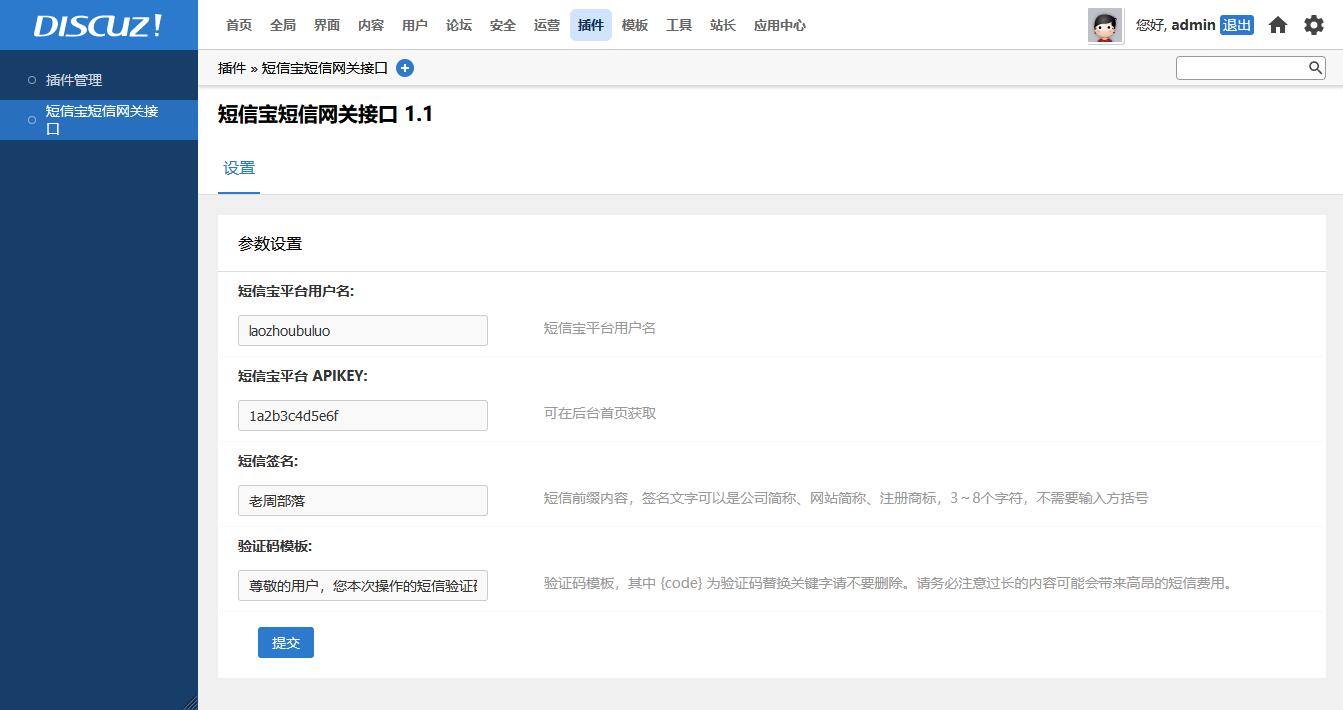 DISCUZ!
首页 全局 界面 内容 用户 论坛 安全 运营 插件 模板 工具 站长 应用中心
您好, admin 退出
插件管理
短信宝短信网关接
口
插件 » 短信宝短信网关接口
短信宝短信网关接口 1.1
设置
参数设置
短信宝平台用户名:
laozhoubuluo 短信宝平台用户名
短信宝平台 APIKEY:
1a2b3c4d5e6f 可在后台首页获取
短信签名:
老周部落 短信前缀内容，签名文字可以是公司简称、网站简称、注册商标，3～8个字符，不需要输入方括号
验证码模板:
尊敬的用户，您本次操作的短信验证 验证码模板，其中 {code} 为验证码替换关键字请不要删除。请务必注意过长的内容可能会带来高昂的短信费用。
提交